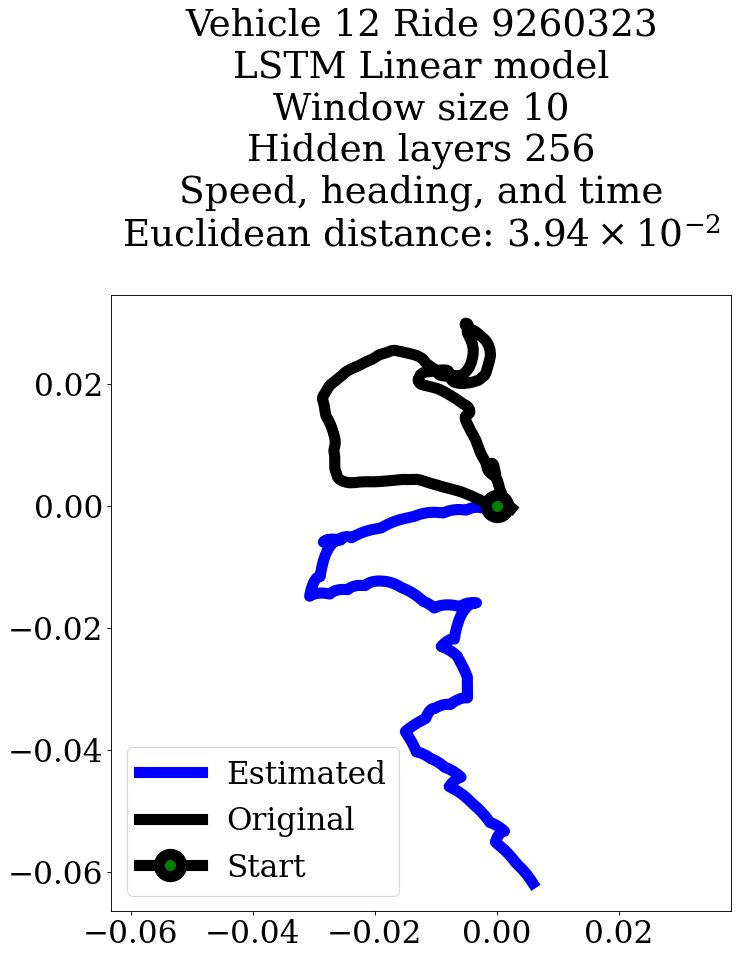 Vehicle 12 Ride 9260323
LSTM Linear model
Window size 10
Hidden layers 256
Speed, heading, and time
Euclidean distance: 3.94 × 10⁻²
0.02
0.00
−0.02
−0.04
−0.06
Estimated
Original
Start
−0.06 −0.04 −0.02 0.00 0.02